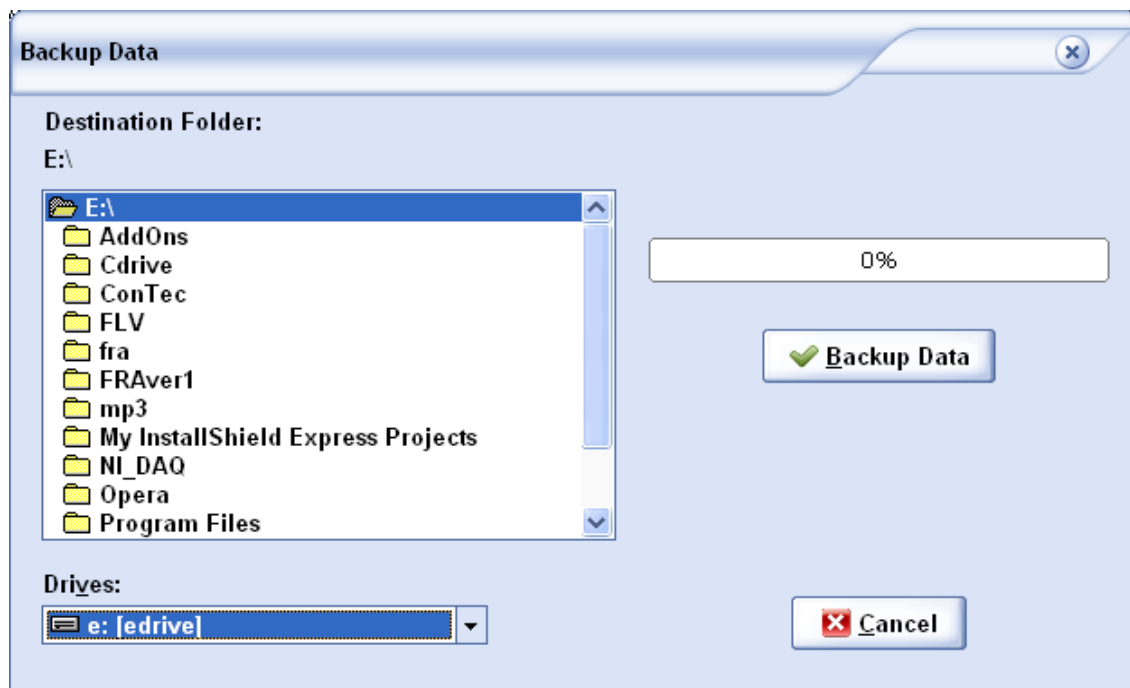 Backup Data
Destination Folder:
E:\
E:\
AddOns
Cdrive
ConTec
FLV
fra
FRAver1
mp3
My InstallShield Express Projects
NI_DAQ
Opera
Program Files
0%
Backup Data
Drives:
e: [edrive]
Cancel